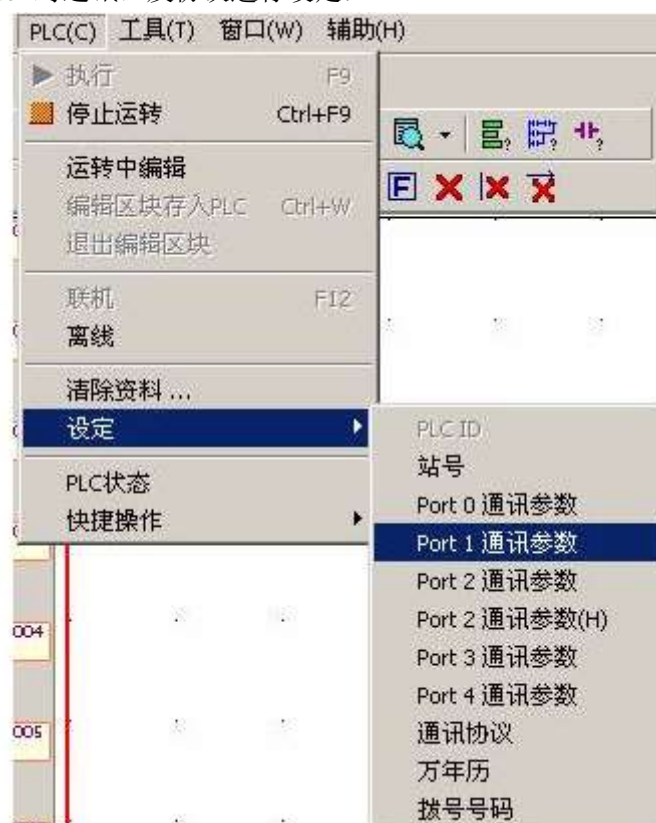 PLC(C) 工具(T) 窗口(W) 辅助(H)
执行 F9
停止运转 Ctrl+F9
运转中编辑
编辑区块存入PLC Ctrl+W
退出编辑区块
联机 F12
离线
清除资料 ...
设定
PLC状态
快捷操作
PLC ID
站号
Port 0 通讯参数
Port 1 通讯参数
Port 2 通讯参数
Port 2 通讯参数(H)
Port 3 通讯参数
Port 4 通讯参数
通讯协议
万年历
拨号号码
F
004
005